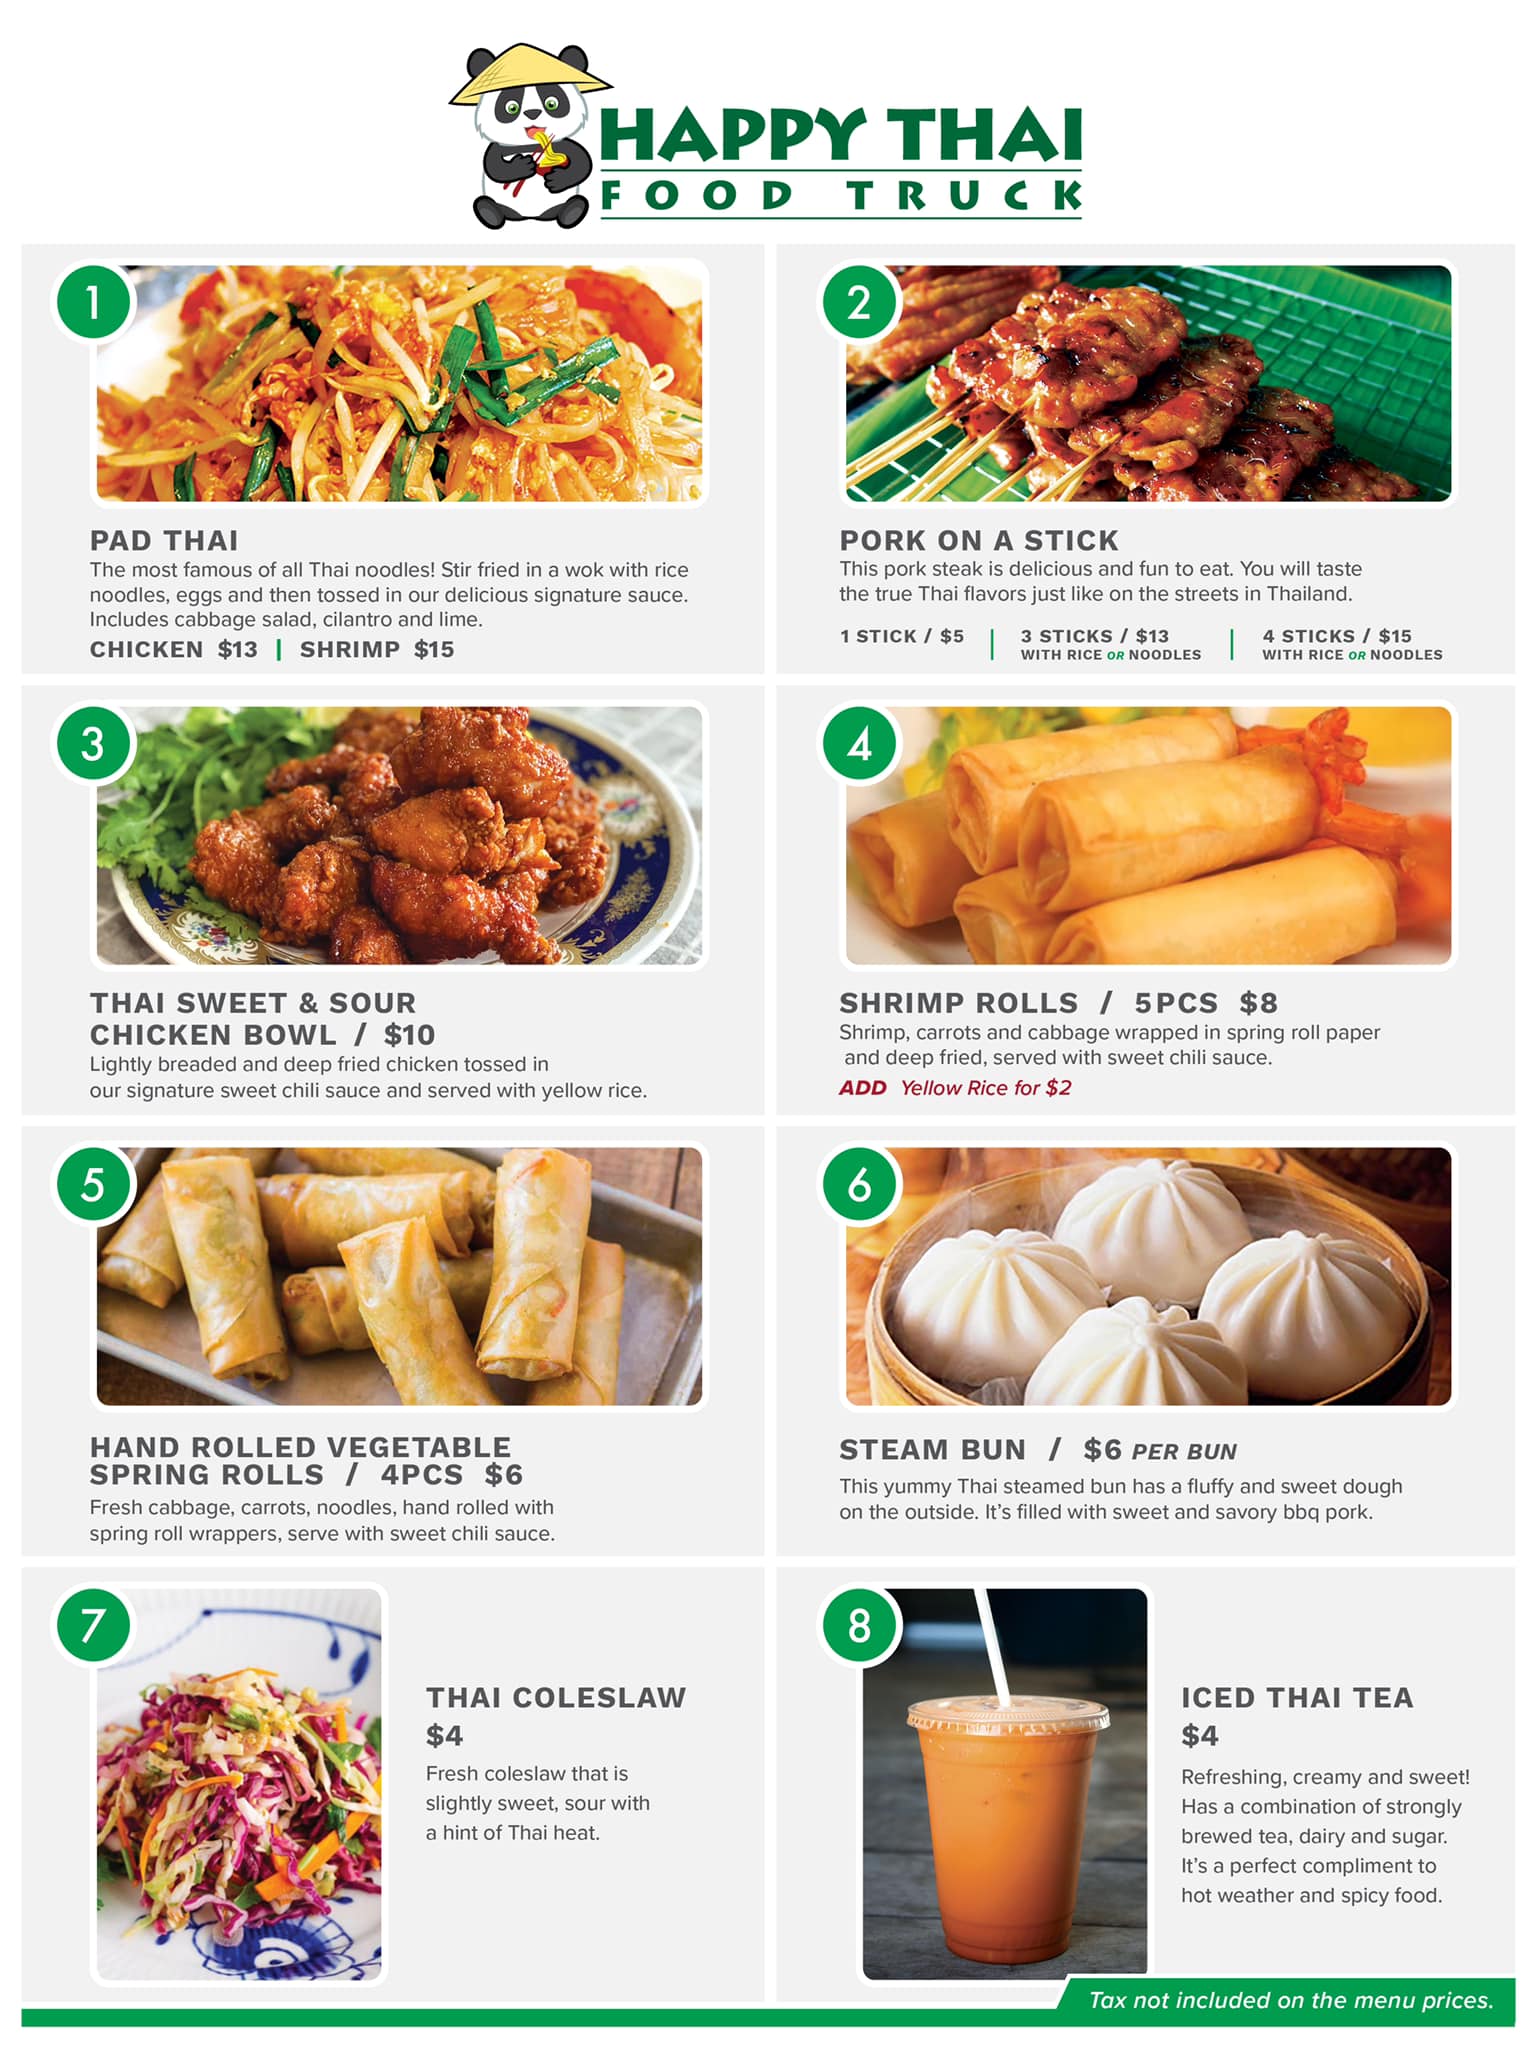 HAPPY THAI
FOOD TRUCK
1
PAD THAI
The most famous of all Thai noodles! Stir fried in a wok with rice
noodles, eggs and then tossed in our delicious signature sauce.
Includes cabbage salad, cilantro and lime.
CHICKEN $13 | SHRIMP $15
2
PORK ON A STICK
This pork steak is delicious and fun to eat. You will taste
the true Thai flavors just like on the streets in Thailand.
1 STICK / $5 | 3 STICKS / $13 | 4 STICKS / $15
WITH RICE OR NOODLES WITH RICE OR NOODLES
3
THAI SWEET & SOUR
CHICKEN BOWL / $10
Lightly breaded and deep fried chicken tossed in
our signature sweet chili sauce and served with yellow rice.
4
SHRIMP ROLLS / 5PCS $8
Shrimp, carrots and cabbage wrapped in spring roll paper
and deep fried, served with sweet chili sauce.
ADD Yellow Rice for $2
5
HAND ROLLED VEGETABLE
SPRING ROLLS / 4PCS $6
Fresh cabbage, carrots, noodles, hand rolled with
spring roll wrappers, serve with sweet chili sauce.
6
STEAM BUN / $6 PER BUN
This yummy Thai steamed bun has a fluffy and sweet dough
on the outside. It's filled with sweet and savory bbq pork.
7
THAI COLESLAW
$4
Fresh coleslaw that is
slightly sweet, sour with
a hint of Thai heat.
8
ICED THAI TEA
$4
Refreshing, creamy and sweet!
Has a combination of strongly
brewed tea, dairy and sugar.
It's a perfect compliment to
hot weather and spicy food.
Tax not included on the menu prices.